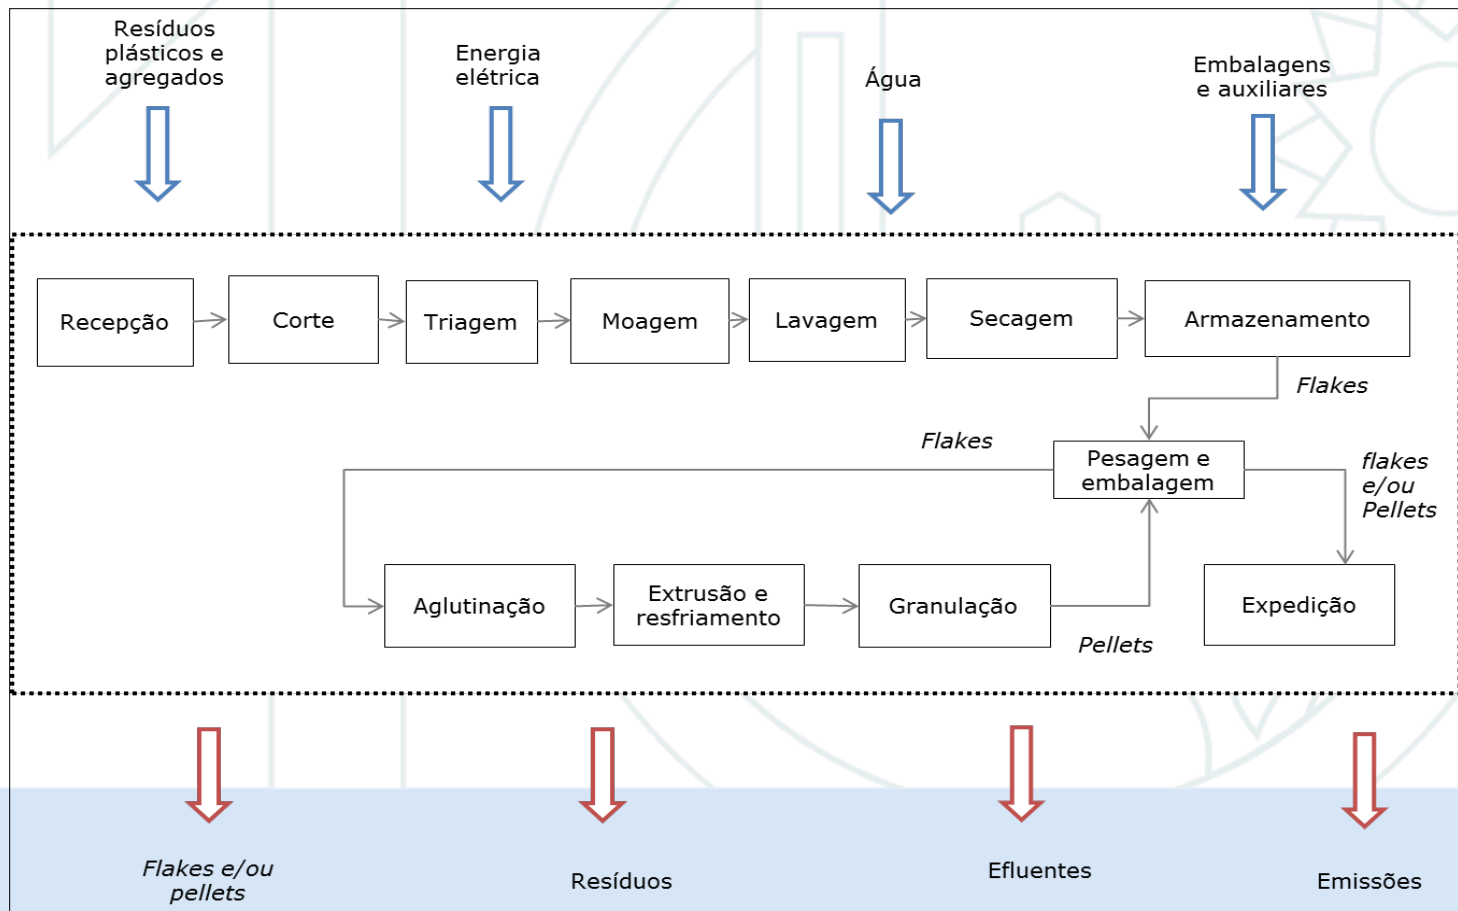 Resíduos
plásticos e
agregados
Energia
elétrica
Água
Embalagens
e auxiliares
Recepção
Corte
Triagem
Moagem
Lavagem
Secagem
Armazenamento
Flakes
Flakes
Pesagem e
embalagem
flakes
e/ou
Pellets
Aglutinação
Extrusão e
resfriamento
Granulação
Pellets
Expedição
Flakes e/ou
pellets
Resíduos
Efluentes
Emissões